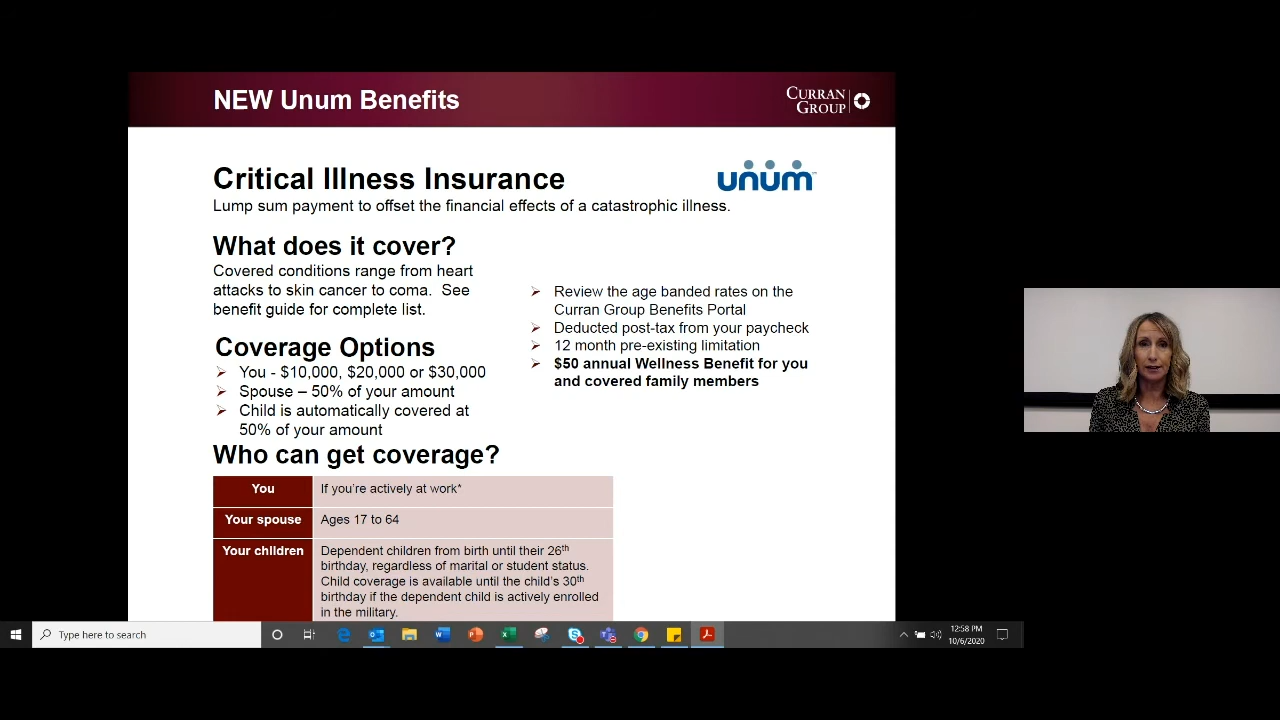 NEW Unum Benefits
CURRAN
GROUP
Critical Illness Insurance
unum
Lump sum payment to offset the financial effects of a catastrophic illness.
What does it cover?
Covered conditions range from heart
attacks to skin cancer to coma. See
benefit guide for complete list.
Coverage Options
You - $10,000, $20,000 or $30,000
Spouse – 50% of your amount
Child is automatically covered at
50% of your amount
Review the age banded rates on the
Curran Group Benefits Portal
Deducted post-tax from your paycheck
12 month pre-existing limitation
$50 annual Wellness Benefit for you
and covered family members
Who can get coverage?
You
If you're actively at work*
Your spouse
Ages 17 to 64
Your children
Dependent children from birth until their 26th
birthday, regardless of marital or student status.
Child coverage is available until the child's 30th
birthday if the dependent child is actively enrolled
in the military.
Type here to search
12:58 PM
10/6/2020